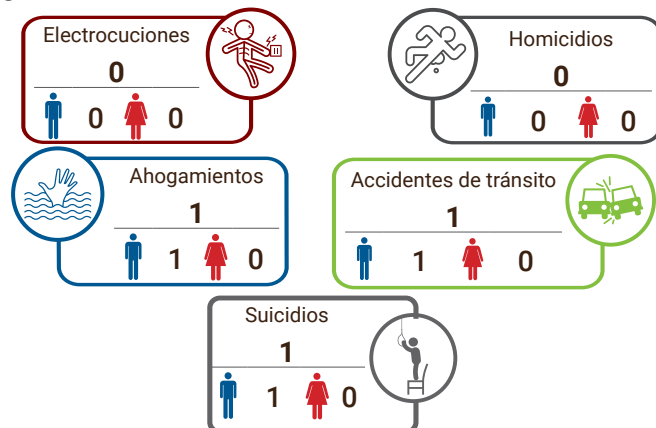 Electrocuciones
0
0 0
Homicidios
0
0 0
Ahogamientos
1
1 0
Accidentes de tránsito
1
1 0
Suicidios
1
1 0